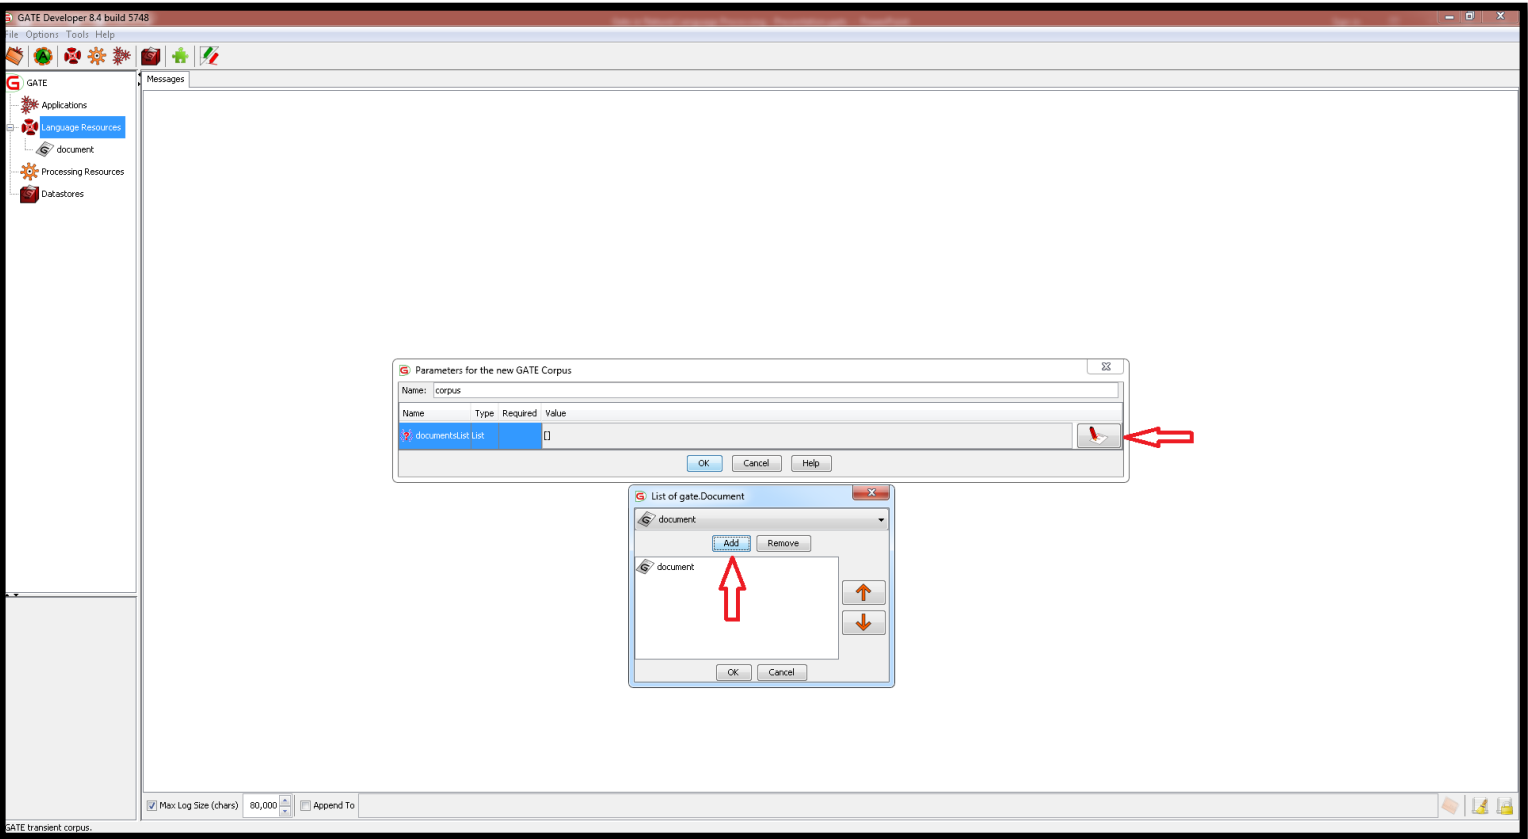 GATE Developer 8.4 build 5748
File Options Tools Help
GATE
Applications
Language Resources
document
Processing Resources
Datastores
Messages
Parameters for the new GATE Corpus
Name: corpus
Name Type Required Value
documentsList List []
OK Cancel Help
List of gate.Document
document
Add Remove
document
OK Cancel
Max Log Size (chars) 80,000 Append To
GATE transient corpus.